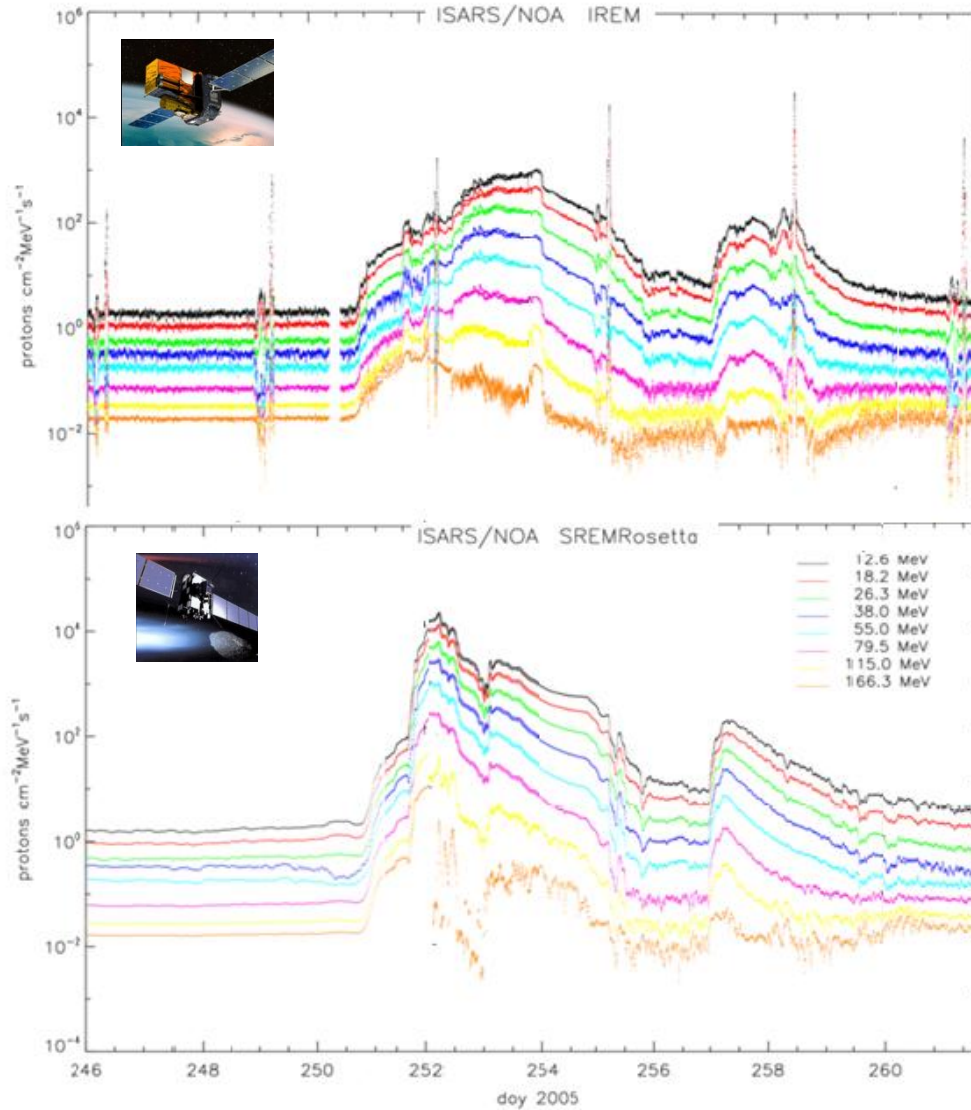 ISARS/NOA IREM
10⁶
10⁴
10²
10⁰
10⁻²
protons cm⁻²MeV⁻¹s⁻¹
ISARS/NOA SREMRosetta
10⁶
10⁴
10²
10⁰
10⁻²
10⁻⁴
protons cm⁻²MeV⁻¹s⁻¹
12.6 MeV
18.2 MeV
26.3 MeV
38.0 MeV
55.0 MeV
79.5 MeV
115.0 MeV
166.3 MeV
246 248 250 252 254 256 258 260
doy 2005